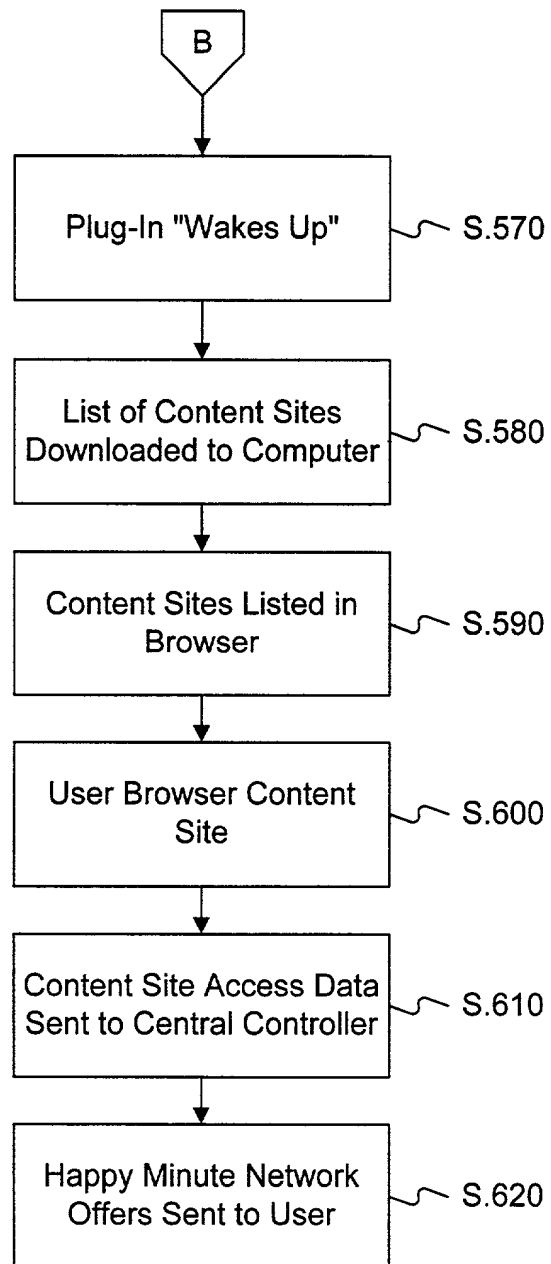 B
Plug-In "Wakes Up"
S.570
List of Content Sites
Downloaded to Computer
S.580
Content Sites Listed in
Browser
S.590
User Browser Content
Site
S.600
Content Site Access Data
Sent to Central Controller
S.610
Happy Minute Network
Offers Sent to User
S.620